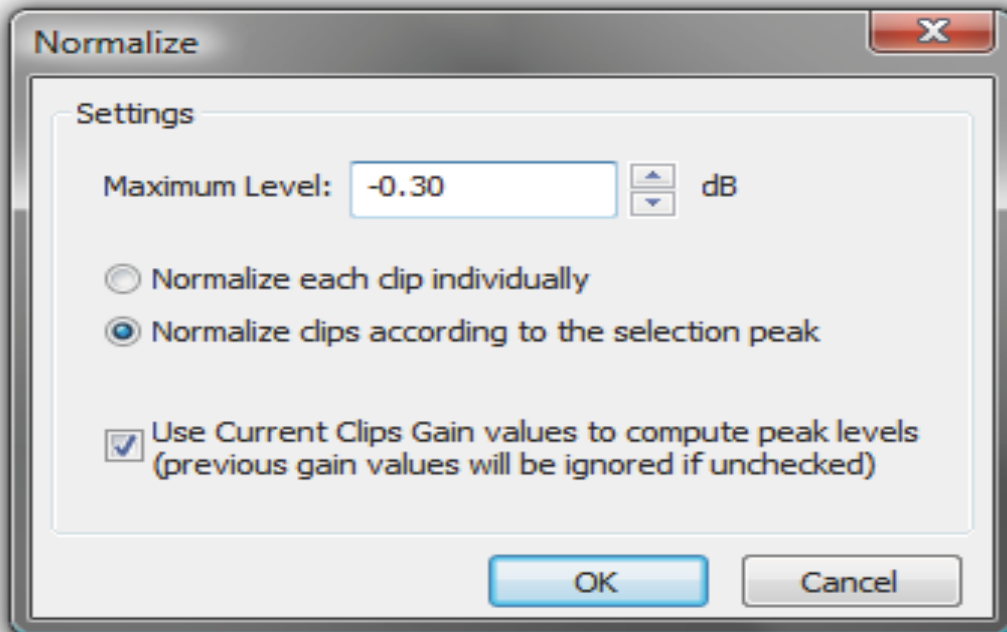 Normalize
Settings
Maximum Level: -0.30 dB
Normalize each clip individually
Normalize clips according to the selection peak
Use Current Clips Gain values to compute peak levels
(previous gain values will be ignored if unchecked)
OK Cancel